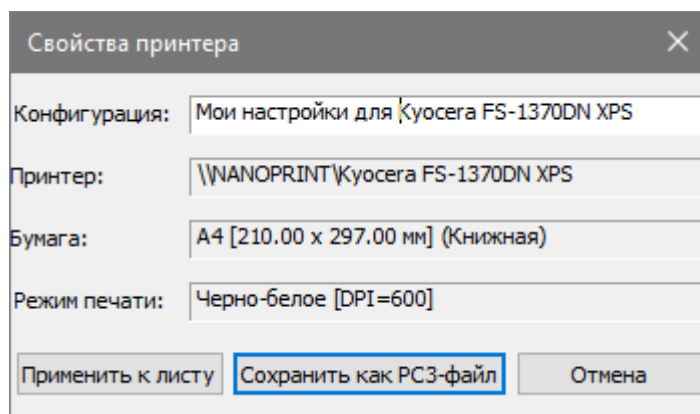 Свойства принтера
Конфигурация: Мои настройки для Kyocera FS-1370DN XPS
Принтер: \\NANOPRINT\Kyocera FS-1370DN XPS
Бумага: A4 [210.00 x 297.00 мм] (Книжная)
Режим печати: Черно-белое [DPI=600]
Применить к листу Сохранить как PC3-файл Отмена